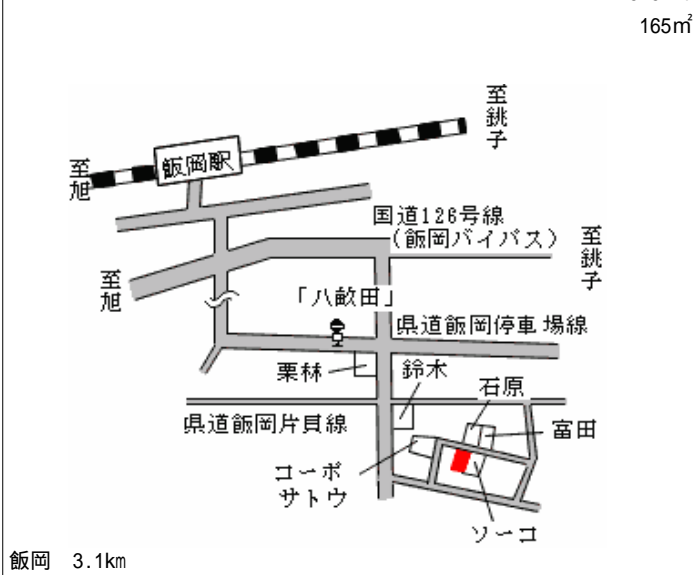 165㎡
至銚子
飯岡駅
至旭
国道126号線
(飯岡バイパス)
至銚子
至旭
「八畝田」
県道飯岡停車場線
栗林
鈴木
石原
県道飯岡片貝線
富田
コーポ
サトウ
ソーコ
飯岡 3.1km